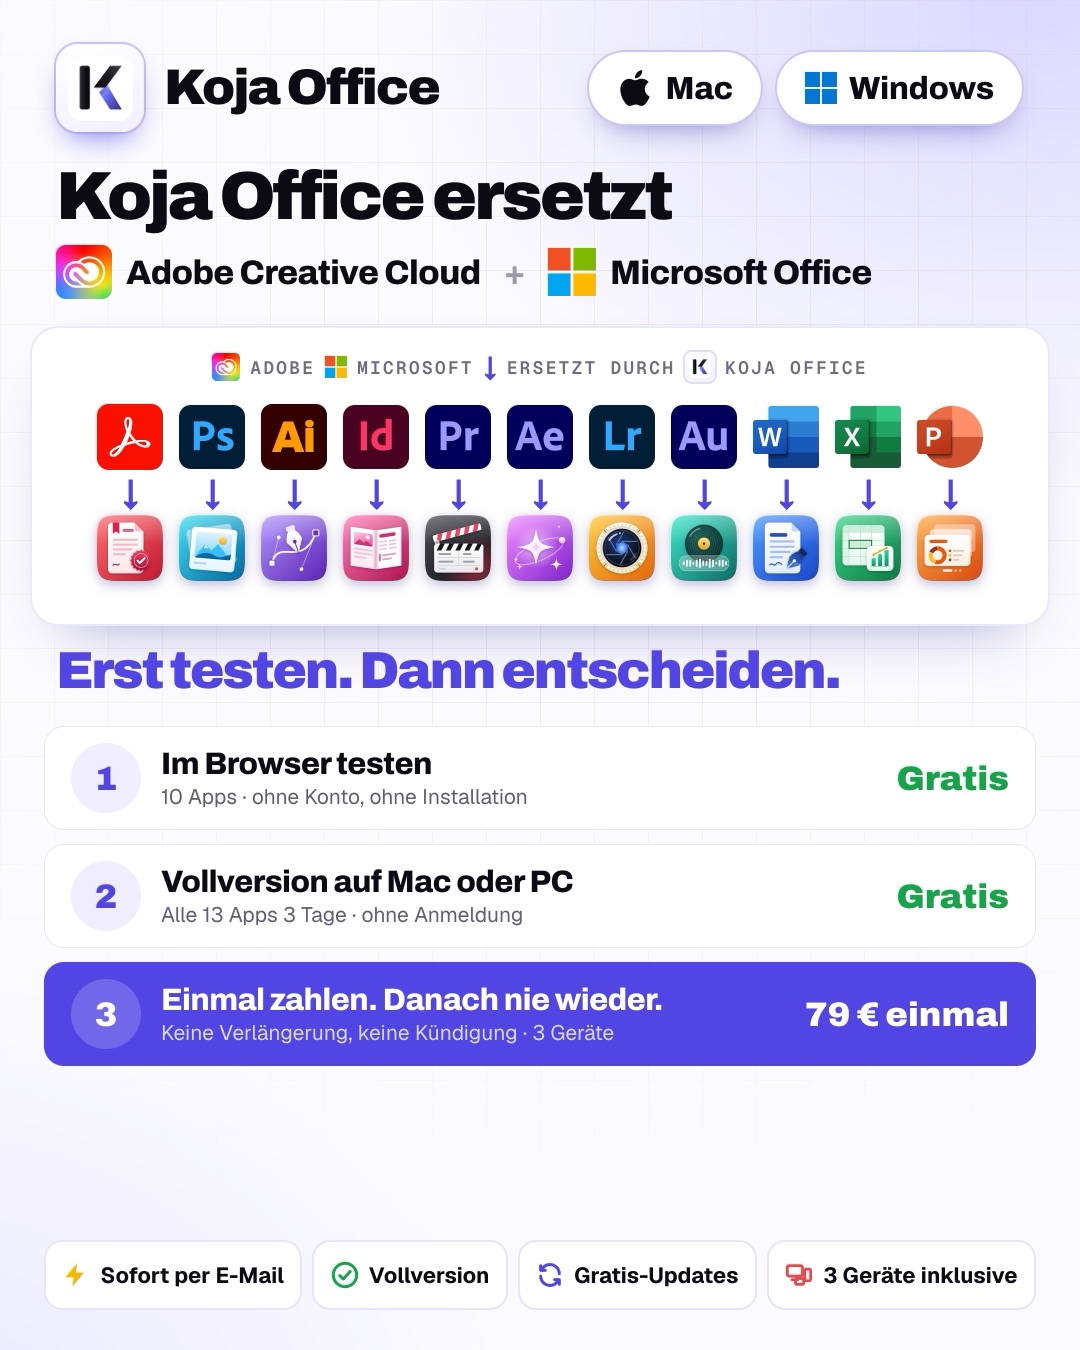 K Koja Office Mac Windows
Koja Office ersetzt
Adobe Creative Cloud + Microsoft Office
ADOBE MICROSOFT ↓ ERSETZT DURCH K KOJA OFFICE
Ps Ai Id Pr Ae Lr Au W X P
Erst testen. Dann entscheiden.
1 Im Browser testen Gratis
10 Apps · ohne Konto, ohne Installation
2 Vollversion auf Mac oder PC Gratis
Alle 13 Apps 3 Tage · ohne Anmeldung
3 Einmal zahlen. Danach nie wieder. 79 € einmal
Keine Verlängerung, keine Kündigung · 3 Geräte
Sofort per E-Mail Vollversion Gratis-Updates 3 Geräte inklusive